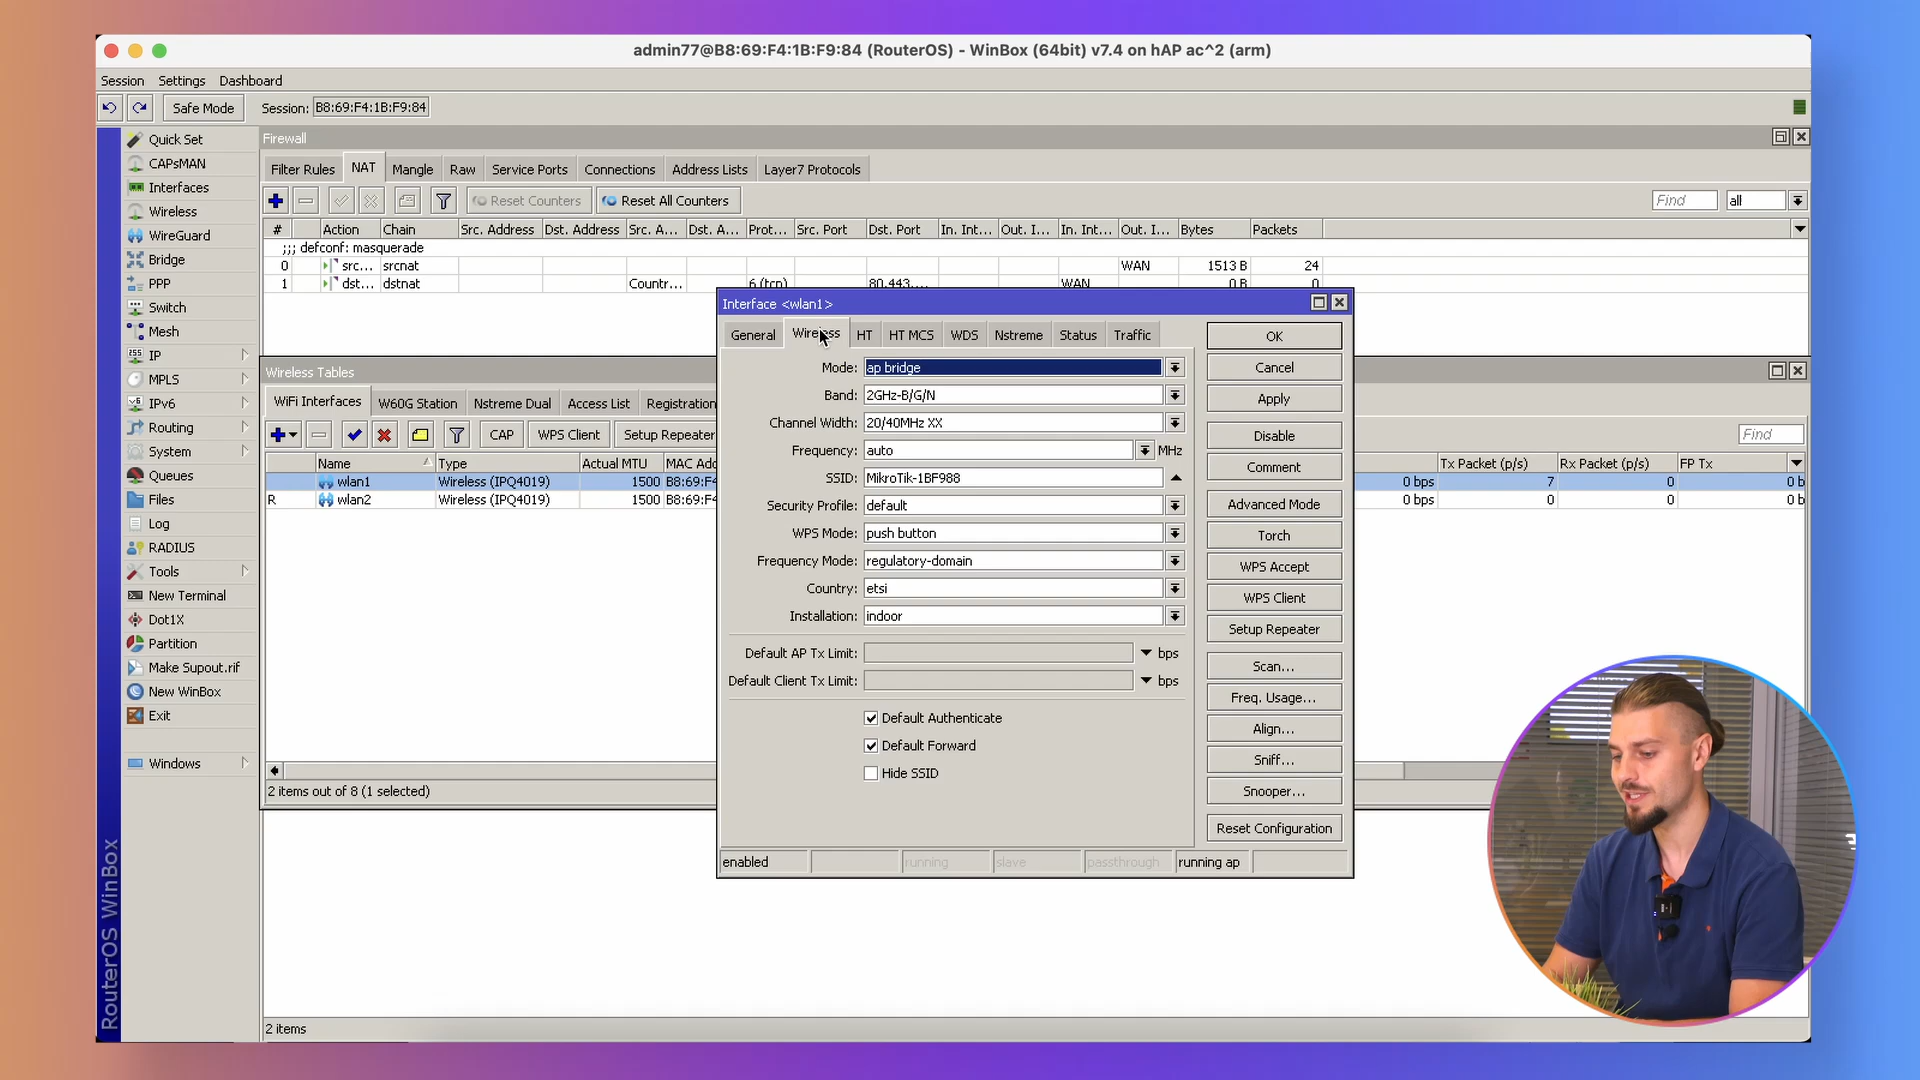 admin77@B8:69:F4:1B:F9:84 (RouterOS) - WinBox (64bit) v7.4 on hAP ac^2 (arm)
Session Settings Dashboard
Safe Mode Session: B8:69:F4:1B:F9:84
Quick Set
CAPsMAN
Interfaces
Wireless
WireGuard
Bridge
PPP
Switch
Mesh
IP
MPLS
IPv6
Routing
System
Queues
Files
Log
RADIUS
Tools
New Terminal
Dot1X
Partition
Make Supout.rif
New WinBox
Exit
Windows
RouterOS WinBox
Firewall
Filter Rules NAT Mangle Raw Service Ports Connections Address Lists Layer7 Protocols
Reset Counters Reset All Counters Find all
# Action Chain Src. Address Dst. Address Src. A... Dst. A... Prot... Src. Port Dst. Port In. Int... Out. I... In. Int... Out. I... Bytes Packets
;;; defconf: masquerade
0 src... srcnat WAN 1513 B 24
1 dst... dstnat Countr... 6 (tcp) 80,443,... WAN 0 B 0
Wireless Tables
WiFi Interfaces W60G Station Nstreme Dual Access List Registration
CAP WPS Client Setup Repeater Find
Name Type Actual MTU MAC Add Tx Packet (p/s) Rx Packet (p/s) FP Tx
wlan1 Wireless (IPQ4019) 1500 B8:69:F4 0 bps 7 0 0 b
R wlan2 Wireless (IPQ4019) 1500 B8:69:F4 0 bps 0 0 0 b
2 items out of 8 (1 selected)
2 items
Interface <wlan1>
General Wireless HT HT MCS WDS Nstreme Status Traffic
Mode: ap bridge
Band: 2GHz-B/G/N
Channel Width: 20/40MHz XX
Frequency: auto MHz
SSID: MikroTik-1BF988
Security Profile: default
WPS Mode: push button
Frequency Mode: regulatory-domain
Country: etsi
Installation: indoor
Default AP Tx Limit: bps
Default Client Tx Limit: bps
Default Authenticate
Default Forward
Hide SSID
OK
Cancel
Apply
Disable
Comment
Advanced Mode
Torch
WPS Accept
WPS Client
Setup Repeater
Scan...
Freq. Usage...
Align...
Sniff...
Snooper...
Reset Configuration
enabled running slave passthrough running ap